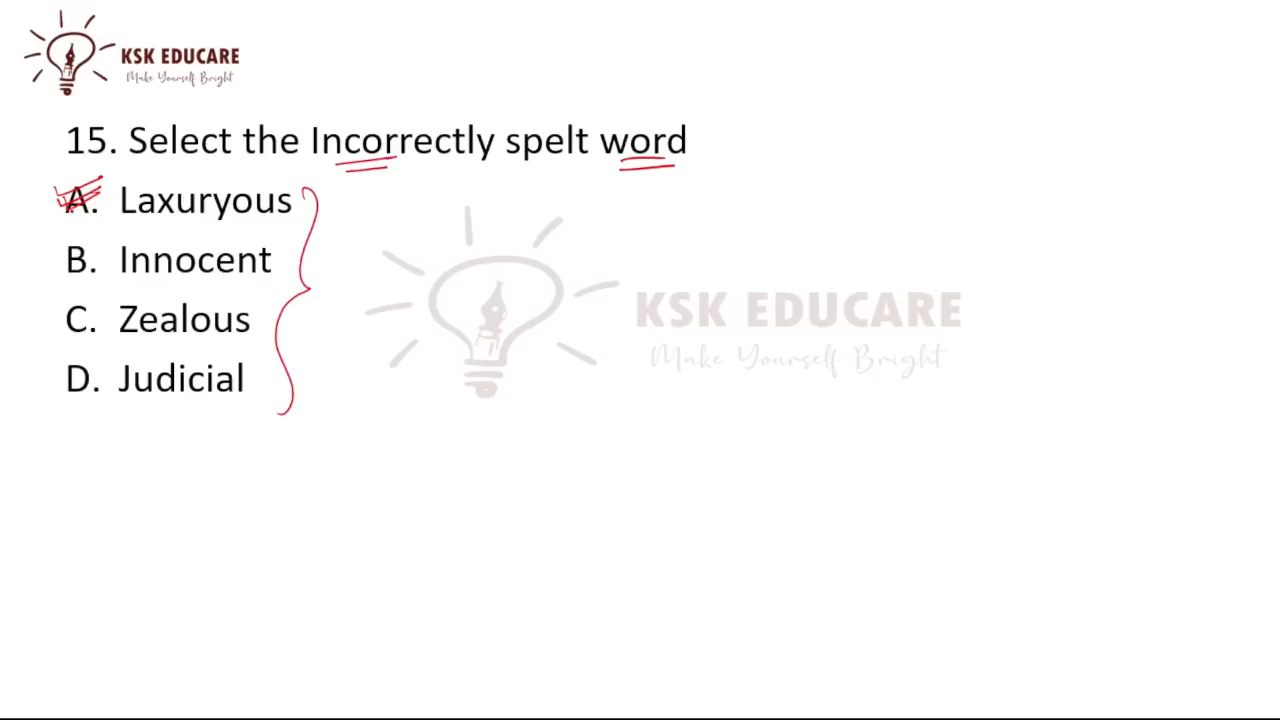 KSK EDUCARE
Make Yourself Bright
15. Select the Incorrectly spelt word
A. Laxuryous
B. Innocent
C. Zealous
D. Judicial
KSK EDUCARE
Make Yourself Bright